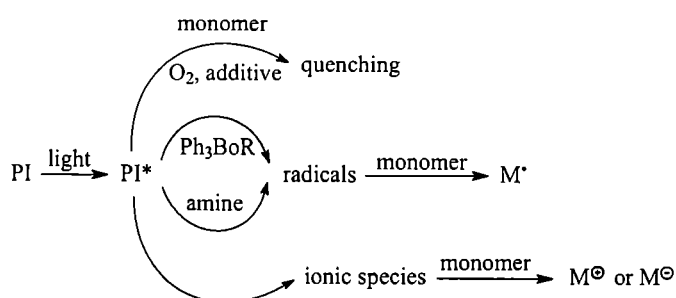 monomer
O₂, additive quenching
Ph₃BoR
PI light PI* radicals monomer M•
amine
ionic species monomer M⊕ or M⊖